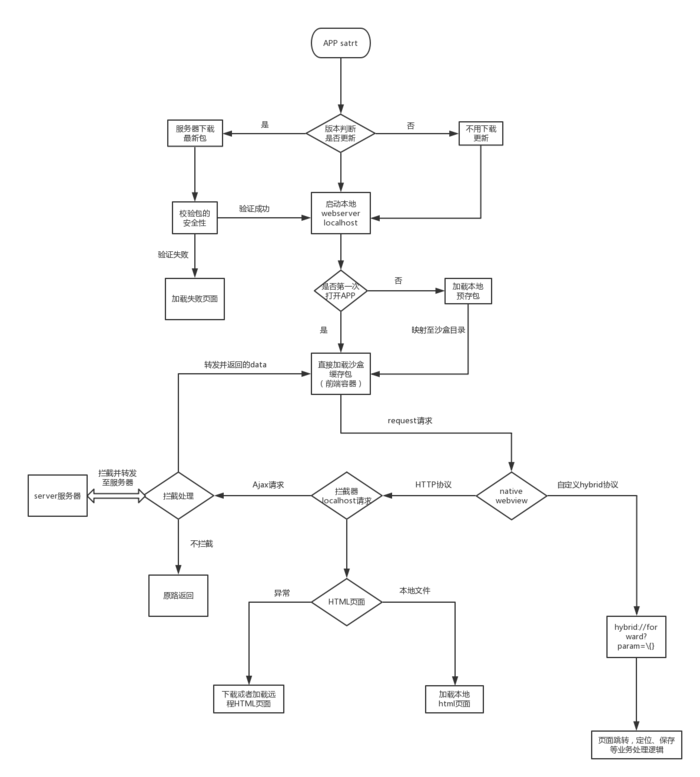 APP satrt
服务器下载
最新包
是
版本判断
是否更新
否
不用下载
更新
校验包的
安全性
验证成功
启动本地
webserver
localhost
验证失败
加载失败页面
是否第一次
打开APP
否
加载本地
预存包
是
映射至沙盒目录
转发并返回的data
直接加载沙盒
缓存包
（前端容器）
request请求
server服务器
拦截并转发
至服务器
拦截处理
Ajax请求
拦截器
localhost请求
HTTP协议
native
webview
自定义hybrid协议
不拦截
原路返回
异常
HTML页面
本地文件
hybrid://for
ward?
param=\{}
下载或者加载远
程HTML页面
加载本地
html页面
页面跳转，定位、保存
等业务处理逻辑